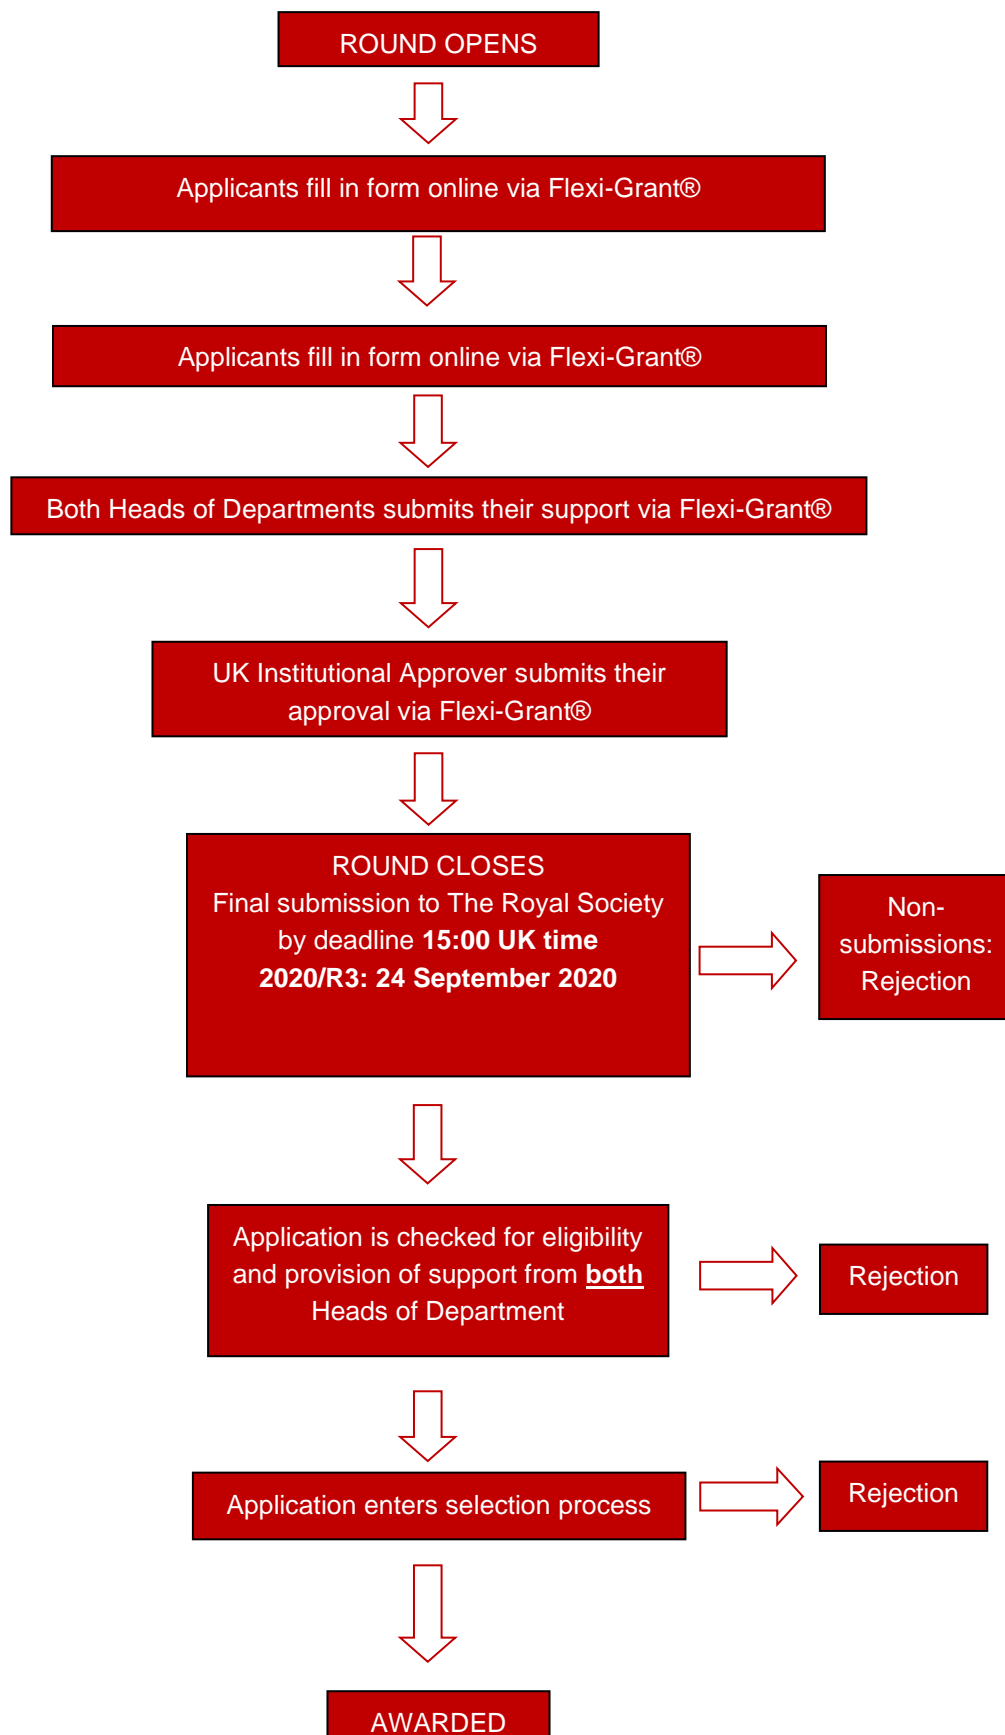 ROUND OPENS
Applicants fill in form online via Flexi-Grant®
Applicants fill in form online via Flexi-Grant®
Both Heads of Departments submits their support via Flexi-Grant®
UK Institutional Approver submits their
approval via Flexi-Grant®
ROUND CLOSES
Final submission to The Royal Society
by deadline 15:00 UK time
2020/R3: 24 September 2020
Non-
submissions:
Rejection
Application is checked for eligibility
and provision of support from both
Heads of Department
Rejection
Application enters selection process
Rejection
AWARDED